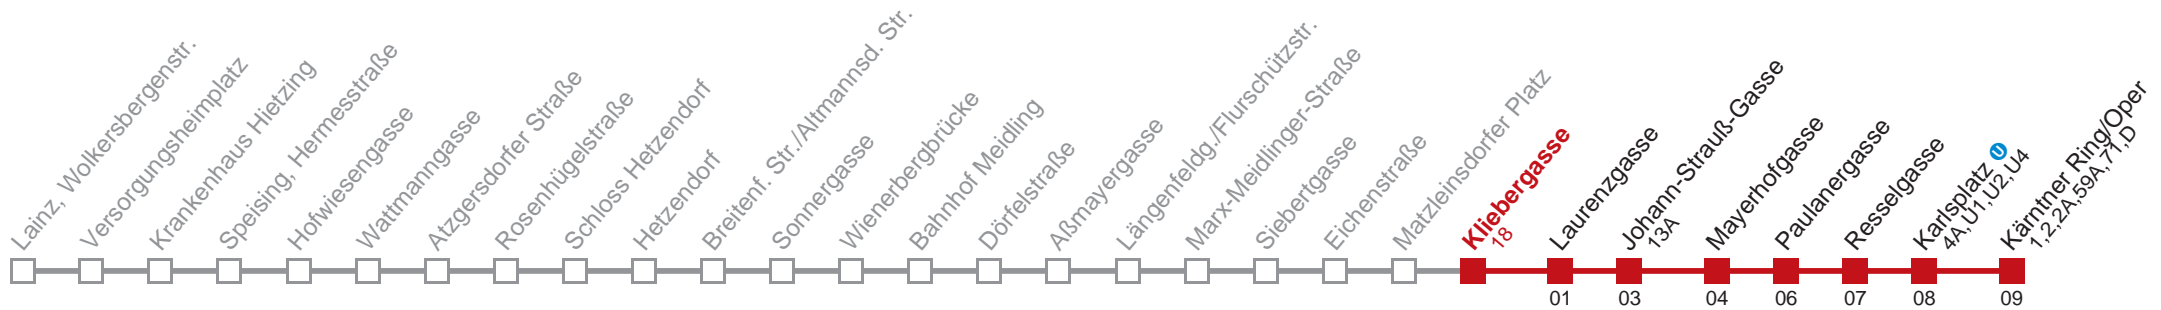 Lainz, Wolkersbergenstr.
Versorgungsheimplatz
Krankenhaus Hietzing
Speising, Hermesstraße
Hofwiesengasse
Wattmanngasse
Atzgersdorfer Straße
Rosenhügelstraße
Schloss Hetzendorf
Hetzendorf
Breitenf. Str./Altmannsd. Str.
Sonnergasse
Wienerbergbrücke
Bahnhof Meidling
Dörfelstraße
Aßmayergasse
Längenfeldg./Flurschützstr.
Marx-Meidlinger-Straße
Siebertgasse
Eichenstraße
Matzleinsdorfer Platz
Kliebergasse
18
Laurenzgasse
Johann-Strauß-Gasse
13A
Mayerhofgasse
Paulanergasse
Resselgasse
Karlsplatz U
4A,U1,U2,U4
Kärntner Ring/Oper
1,2,2A,59A,71,D
01 03 04 06 07 08 09